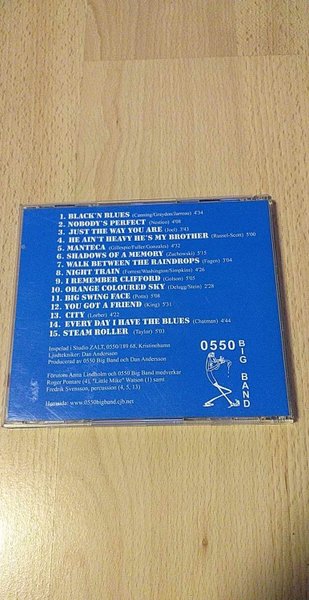 1. BLACK'N BLUES (Canning/Graydon/Jarreau) 4'34
2. NOBODY'S PERFECT (Nestico) 4'08
3. JUST THE WAY YOU ARE (Joel) 3'43
4. HE AIN'T HEAVY HE'S MY BROTHER (Russel-Scott) 5'00
5. MANTECA (Gillespie/Fuller/Gonzales) 4'32
6. SHADOWS OF A MEMORY (Zuchowski) 5'15
7. WALK BETWEEN THE RAINDROPS (Fagen) 3'04
8. NIGHT TRAIN (Forrest/Washington/Simpkins) 4'26
9. I REMEMBER CLIFFORD (Golson) 5'05
10. ORANGE COLOURED SKY (Delugg/Stein) 2'28
11. BIG SWING FACE (Potts) 5'08
12. YOU GOT A FRIEND (King) 3'31
13. CITY (Lorber) 4'22
14. EVERY DAY I HAVE THE BLUES (Chatman) 4'44
15. STEAM ROLLER (Taylor) 5'03
Inspelad i Studio ZALT, 0550/189 68, Kristinehamn
Ljudtekniker: Dan Andersson
Producerad av 0550 Big Band och Dan Andersson
Förutom Anna Lindholm och 0550 Big Band medverkar
Roger Pontare (4), "Little Mike" Watson (1) samt
Fredrik Svensson, percussion (4, 5, 13)
Hemsida: www.0550bigband.cjb.net
0550
BIG BAND